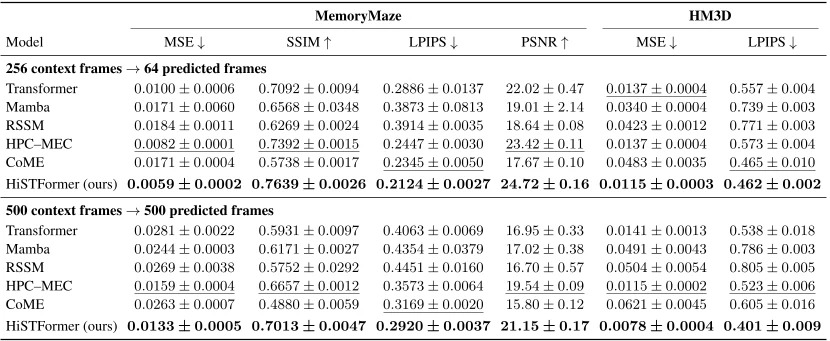 MemoryMaze HM3D
Model MSE ↓ SSIM ↑ LPIPS ↓ PSNR ↑ MSE ↓ LPIPS ↓
256 context frames → 64 predicted frames
Transformer 0.0100 ± 0.0006 0.7092 ± 0.0094 0.2886 ± 0.0137 22.02 ± 0.47 0.0137 ± 0.0004 0.557 ± 0.004
Mamba 0.0171 ± 0.0060 0.6568 ± 0.0348 0.3873 ± 0.0813 19.01 ± 2.14 0.0340 ± 0.0004 0.739 ± 0.003
RSSM 0.0184 ± 0.0011 0.6269 ± 0.0024 0.3914 ± 0.0035 18.64 ± 0.08 0.0423 ± 0.0012 0.771 ± 0.003
HPC–MEC 0.0082 ± 0.0001 0.7392 ± 0.0015 0.2447 ± 0.0030 23.42 ± 0.11 0.0137 ± 0.0004 0.573 ± 0.004
CoME 0.0171 ± 0.0004 0.5738 ± 0.0017 0.2345 ± 0.0050 17.67 ± 0.10 0.0483 ± 0.0035 0.465 ± 0.010
HiSTFormer (ours) 0.0059 ± 0.0002 0.7639 ± 0.0026 0.2124 ± 0.0027 24.72 ± 0.16 0.0115 ± 0.0003 0.462 ± 0.002
500 context frames → 500 predicted frames
Transformer 0.0281 ± 0.0022 0.5931 ± 0.0097 0.4063 ± 0.0069 16.95 ± 0.33 0.0141 ± 0.0013 0.538 ± 0.018
Mamba 0.0244 ± 0.0003 0.6171 ± 0.0027 0.4354 ± 0.0379 17.02 ± 0.38 0.0491 ± 0.0043 0.786 ± 0.003
RSSM 0.0269 ± 0.0038 0.5752 ± 0.0292 0.4451 ± 0.0160 16.70 ± 0.57 0.0504 ± 0.0054 0.805 ± 0.005
HPC–MEC 0.0159 ± 0.0004 0.6657 ± 0.0012 0.3573 ± 0.0064 19.54 ± 0.09 0.0115 ± 0.0002 0.523 ± 0.006
CoME 0.0263 ± 0.0007 0.4880 ± 0.0059 0.3169 ± 0.0020 15.80 ± 0.12 0.0621 ± 0.0045 0.605 ± 0.016
HiSTFormer (ours) 0.0133 ± 0.0005 0.7013 ± 0.0047 0.2920 ± 0.0037 21.15 ± 0.17 0.0078 ± 0.0004 0.401 ± 0.009